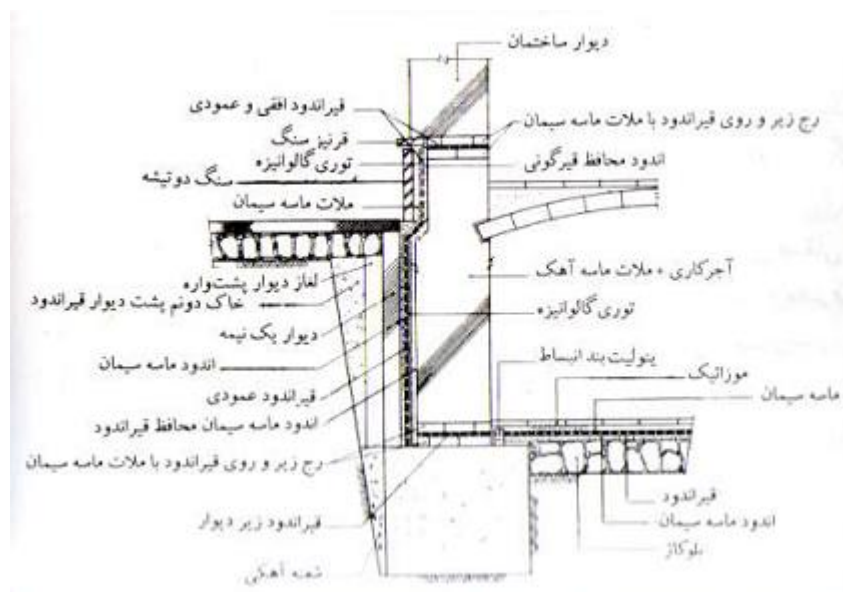 دیوار ساختمان
قیراندود افقی و عمودی
رج زیر و روی قیراندود با ملات ماسه سیمان
قرنیز سنگ
توری گالوانیزه
اندود محافظ قیرگونی
سنگ دوتیشه
ملات ماسه سیمان
لغاز دیوار پشت‌واره
آجرکاری + ملات ماسه آهک
خاک دونم پشت دیوار قیراندود
توری گالوانیزه
دیوار یک نیمه
اندود ماسه سیمان
ینولیت بند انبساط
موزائیک
قیراندود عمودی
ماسه سیمان
اندود ماسه سیمان محافظ قیراندود
رج زیر و روی قیراندود با ملات ماسه سیمان
قیراندود
قیراندود زیر دیوار
اندود ماسه سیمان
بلوکاژ
شفته آهکی